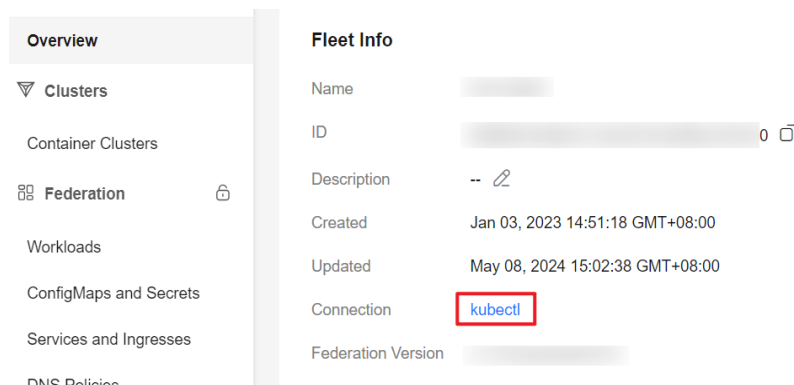 Overview
Clusters
Container Clusters
Federation
Workloads
ConfigMaps and Secrets
Services and Ingresses
DNS Policies
Fleet Info
Name
ID 0
Description --
Created Jan 03, 2023 14:51:18 GMT+08:00
Updated May 08, 2024 15:02:38 GMT+08:00
Connection kubectl
Federation Version